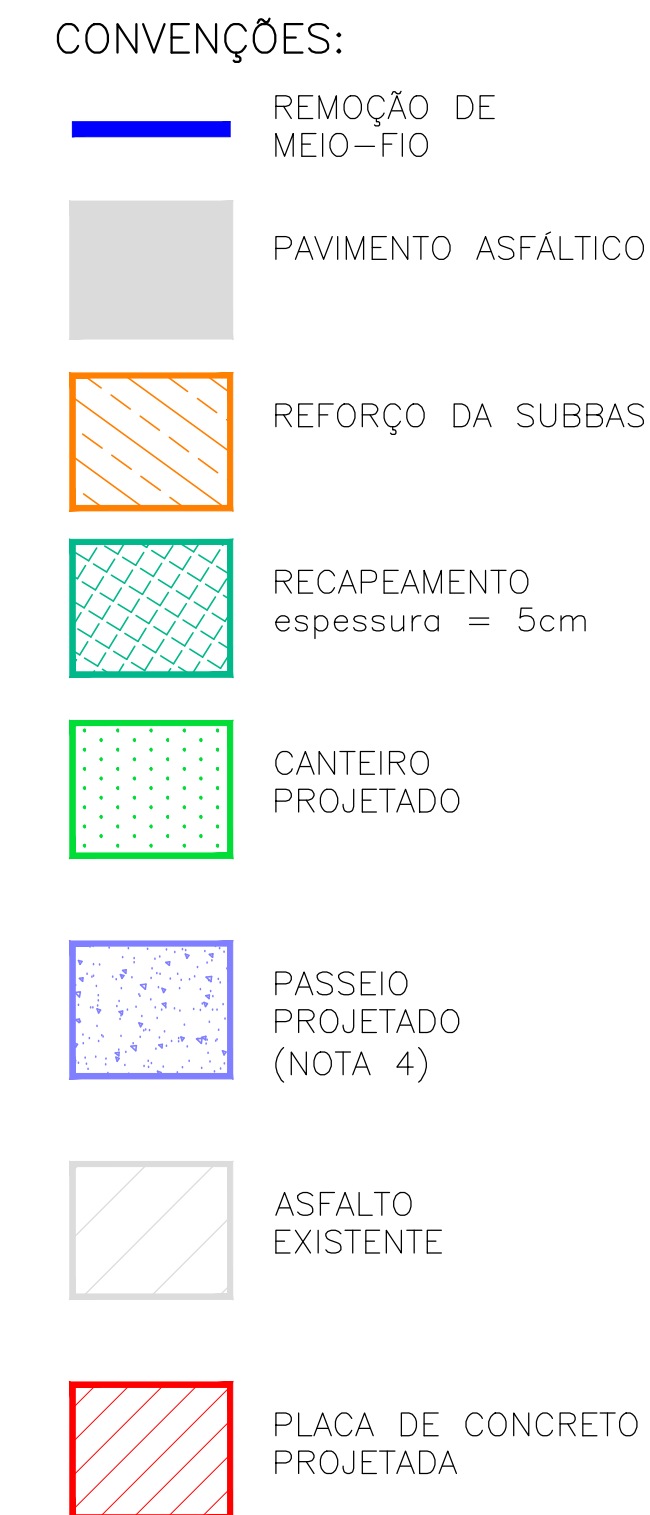 CONVENÇÕES:
REMOÇÃO DE
MEIO-FIO
PAVIMENTO ASFÁLTICO
REFORÇO DA SUBBAS
RECAPEAMENTO
espessura = 5cm
CANTEIRO
PROJETADO
PASSEIO
PROJETADO
(NOTA 4)
ASFALTO
EXISTENTE
PLACA DE CONCRETO
PROJETADA